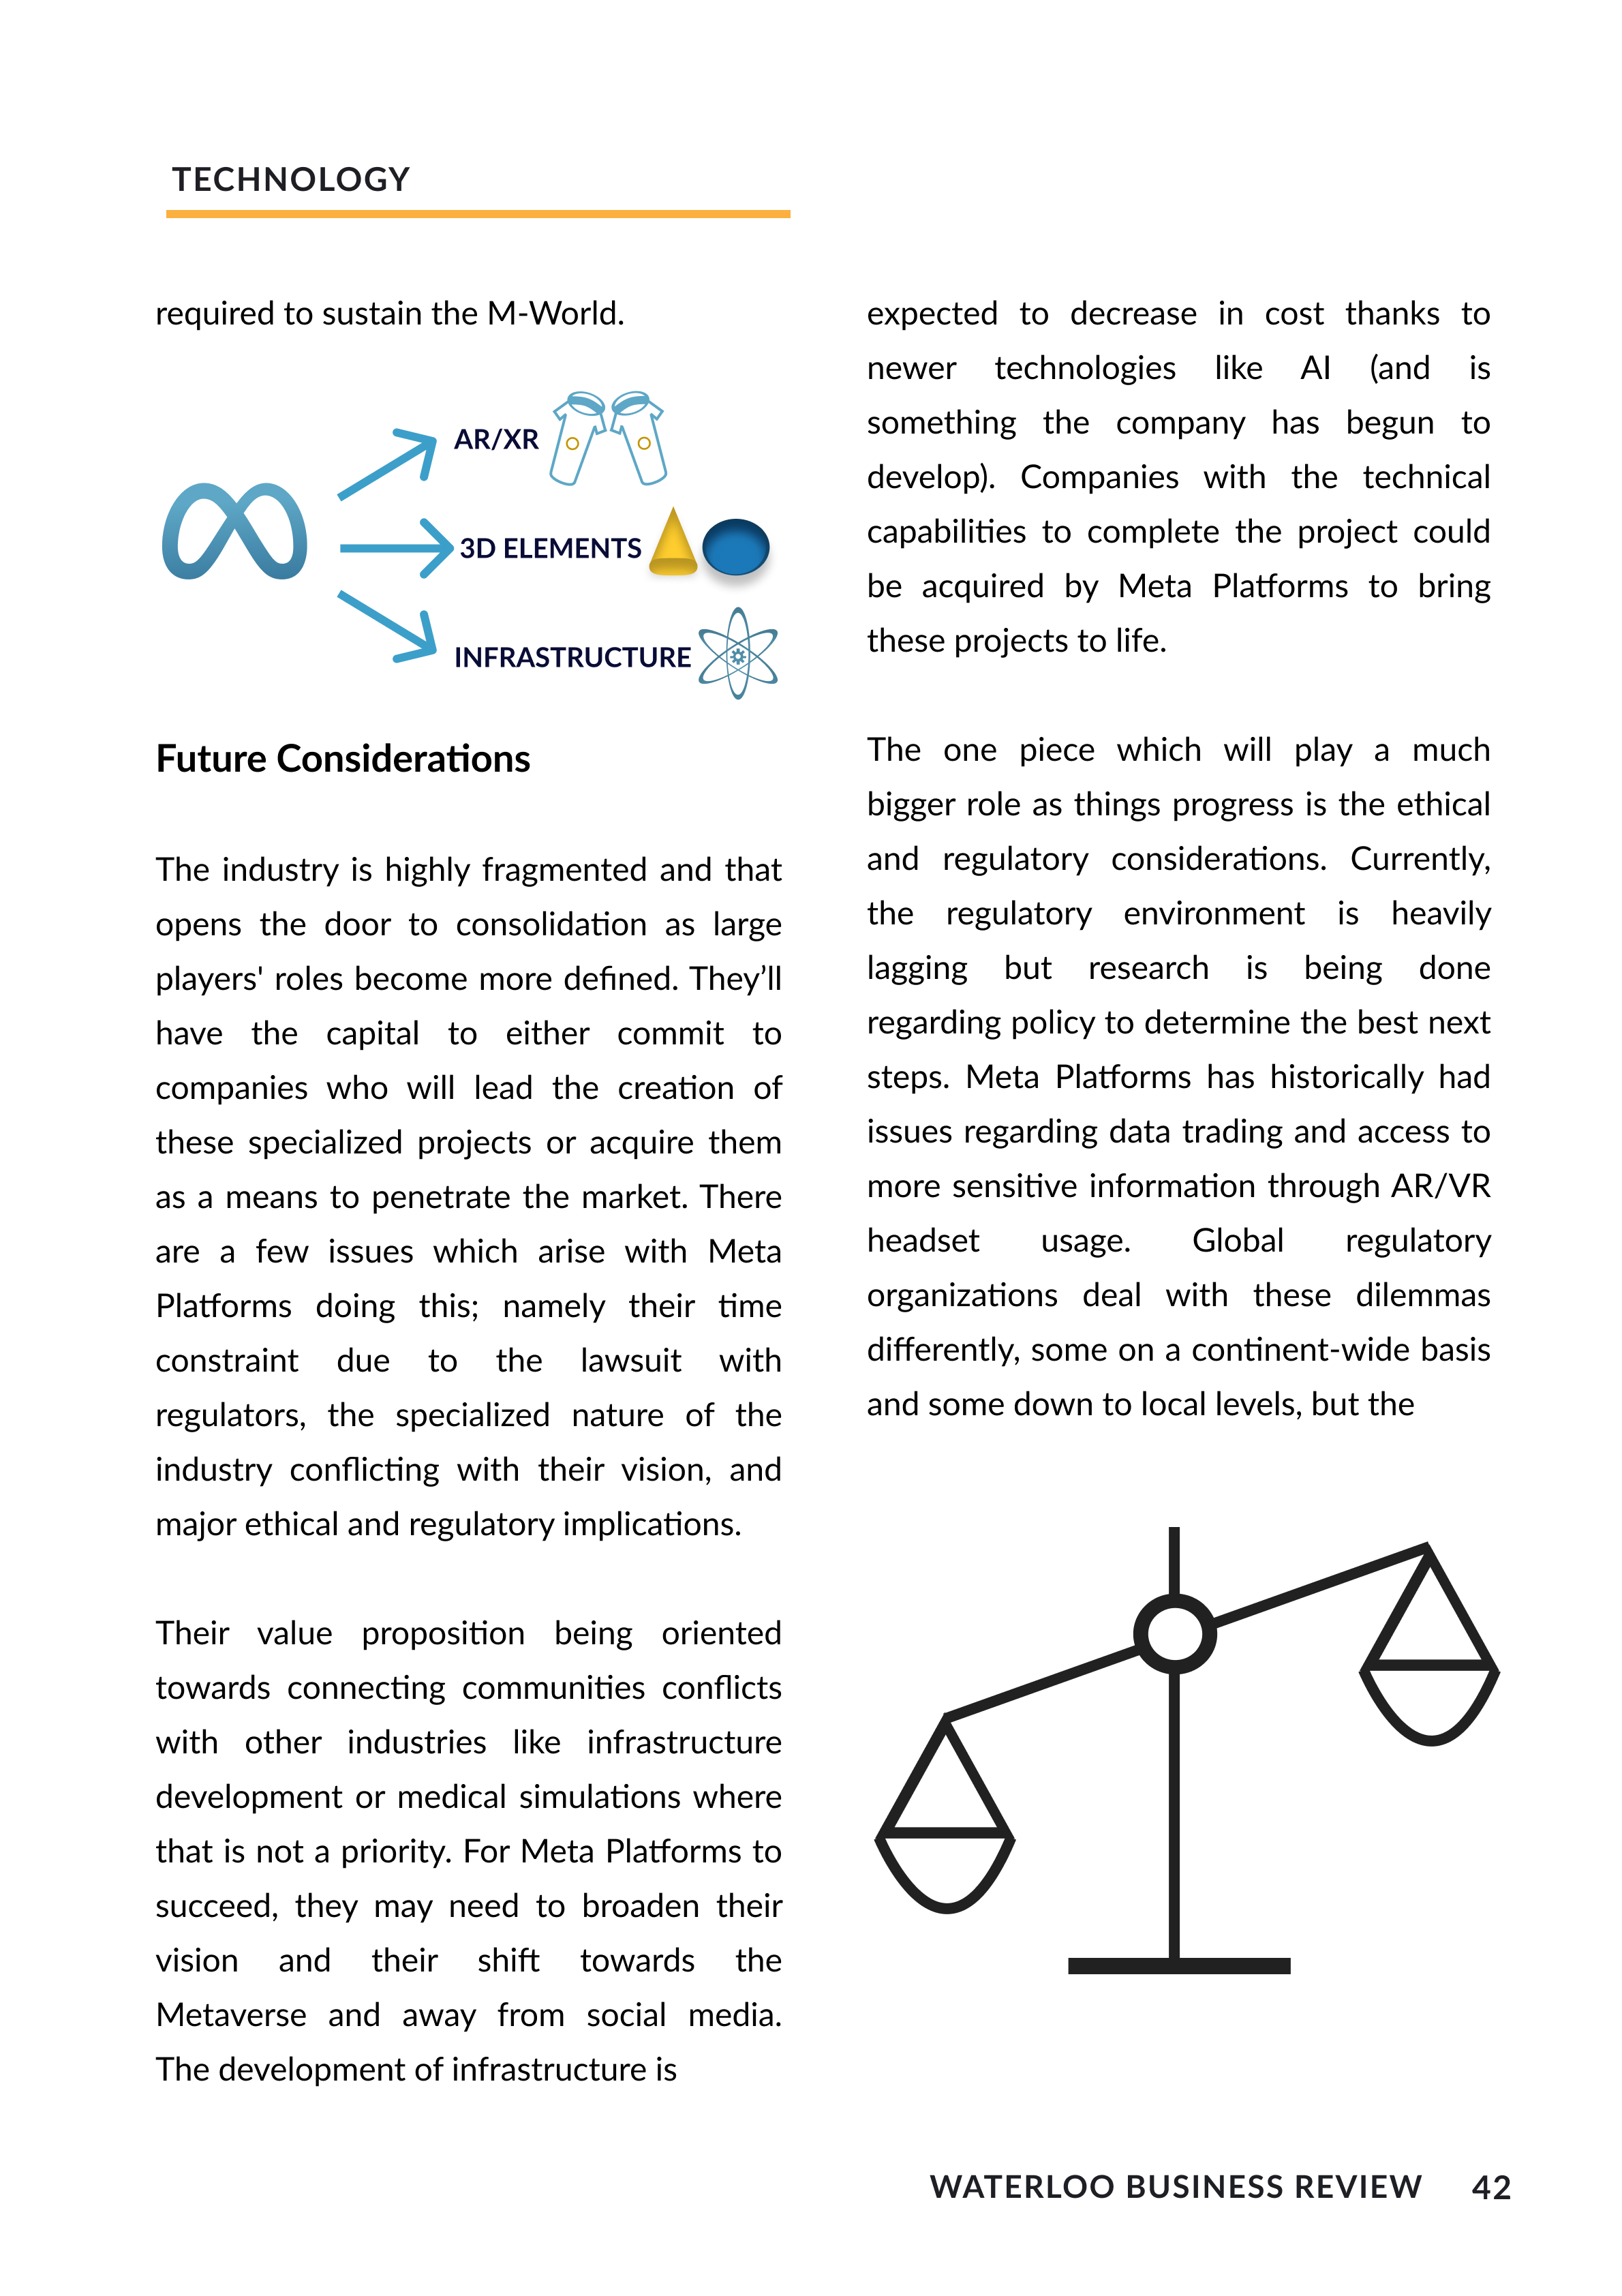 TECHNOLOGY
required to sustain the M-World.
AR/XR
3D ELEMENTS
INFRASTRUCTURE
Future Considerations
The industry is highly fragmented and that
opens the door to consolidation as large
players' roles become more defined. They’ll
have the capital to either commit to
companies who will lead the creation of
these specialized projects or acquire them
as a means to penetrate the market. There
are a few issues which arise with Meta
Platforms doing this; namely their time
constraint due to the lawsuit with
regulators, the specialized nature of the
industry conflicting with their vision, and
major ethical and regulatory implications.
Their value proposition being oriented
towards connecting communities conflicts
with other industries like infrastructure
development or medical simulations where
that is not a priority. For Meta Platforms to
succeed, they may need to broaden their
vision and their shift towards the
Metaverse and away from social media.
The development of infrastructure is
expected to decrease in cost thanks to
newer technologies like AI (and is
something the company has begun to
develop). Companies with the technical
capabilities to complete the project could
be acquired by Meta Platforms to bring
these projects to life.
The one piece which will play a much
bigger role as things progress is the ethical
and regulatory considerations. Currently,
the regulatory environment is heavily
lagging but research is being done
regarding policy to determine the best next
steps. Meta Platforms has historically had
issues regarding data trading and access to
more sensitive information through AR/VR
headset usage. Global regulatory
organizations deal with these dilemmas
differently, some on a continent-wide basis
and some down to local levels, but the
WATERLOO BUSINESS REVIEW 42